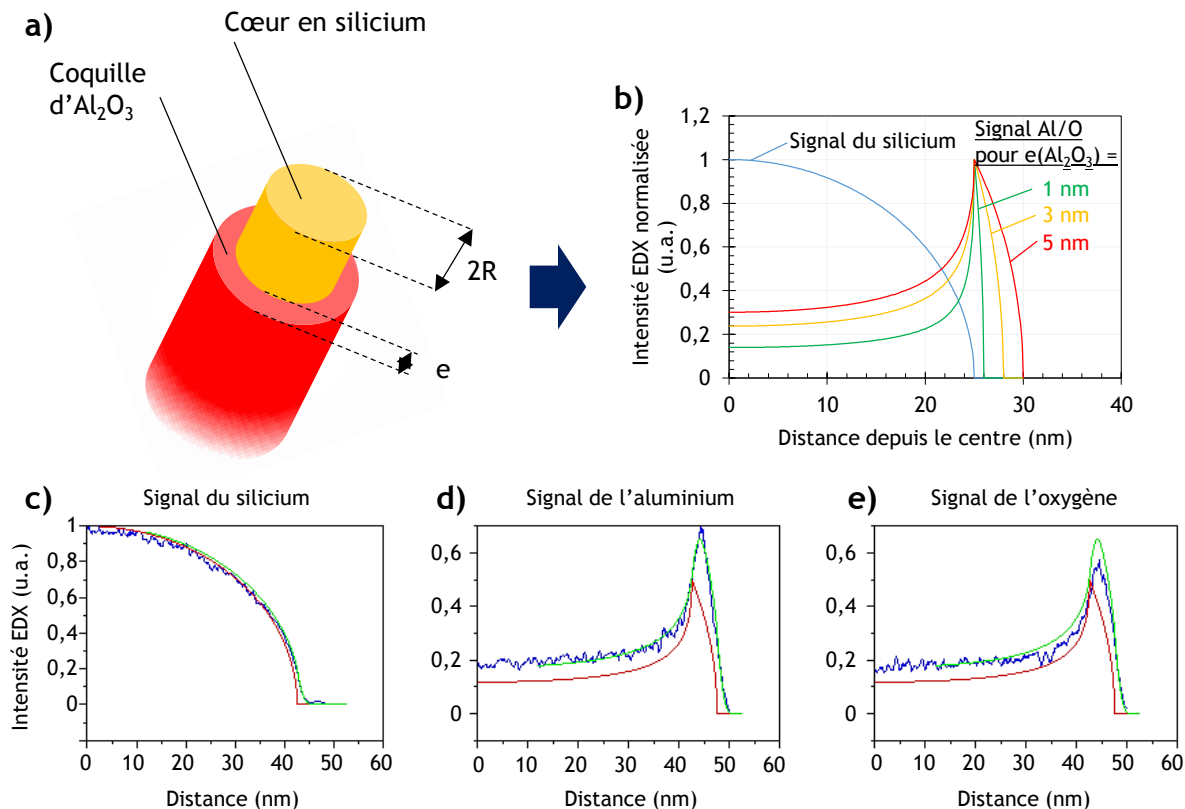 a)
Cœur en silicium
Coquille
d’Al₂O₃
2R
e
b)
Intensité EDX normalisée
(u.a.)
1,2
1
0,8
0,6
0,4
0,2
0
0 10 20 30 40
Distance depuis le centre (nm)
Signal du silicium
Signal Al/O
pour e(Al₂O₃) =
1 nm
3 nm
5 nm
c)
Signal du silicium
Intensité EDX (u.a.)
1
0,8
0,6
0,4
0,2
0
0 10 20 30 40 50 60
Distance (nm)
d)
Signal de l’aluminium
0,6
0,4
0,2
0
0 10 20 30 40 50 60
Distance (nm)
e)
Signal de l’oxygène
0,6
0,4
0,2
0
0 10 20 30 40 50 60
Distance (nm)